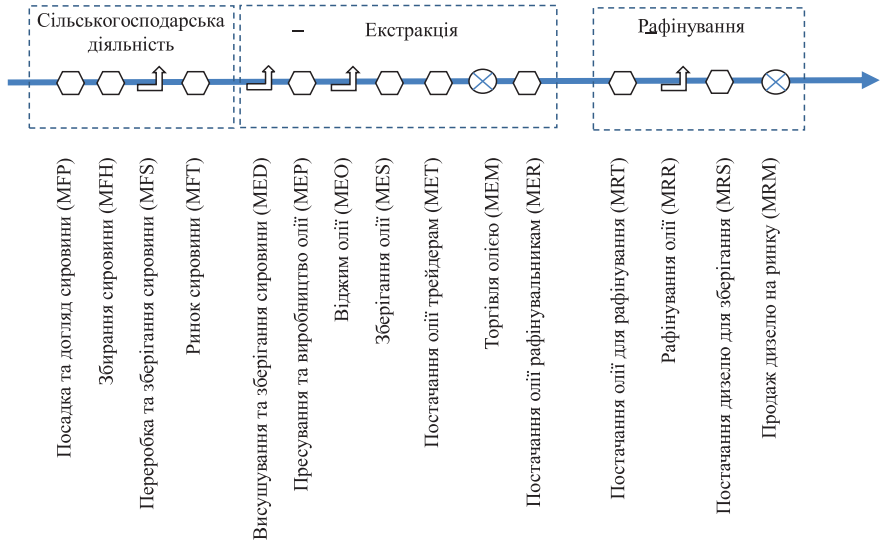 Сільськогосподарська
діяльність
Екстракція
Рафінування
Посадка та догляд сировини (MFP)
Збирання сировини (MFH)
Переробка та зберігання сировини (MFS)
Ринок сировини (MFT)
Висушування та зберігання сировини (MED)
Пресування та виробництво олії (MEP)
Віджим олії (MEO)
Зберігання олії (MES)
Постачання олії трейдерам (MET)
Торгівля олією (MEM)
Постачання олії рафінувальникам (MER)
Постачання олії для рафінування (MRT)
Рафінування олії (MRR)
Постачання дизелю для зберігання (MRS)
Продаж дизелю на ринку (MRM)